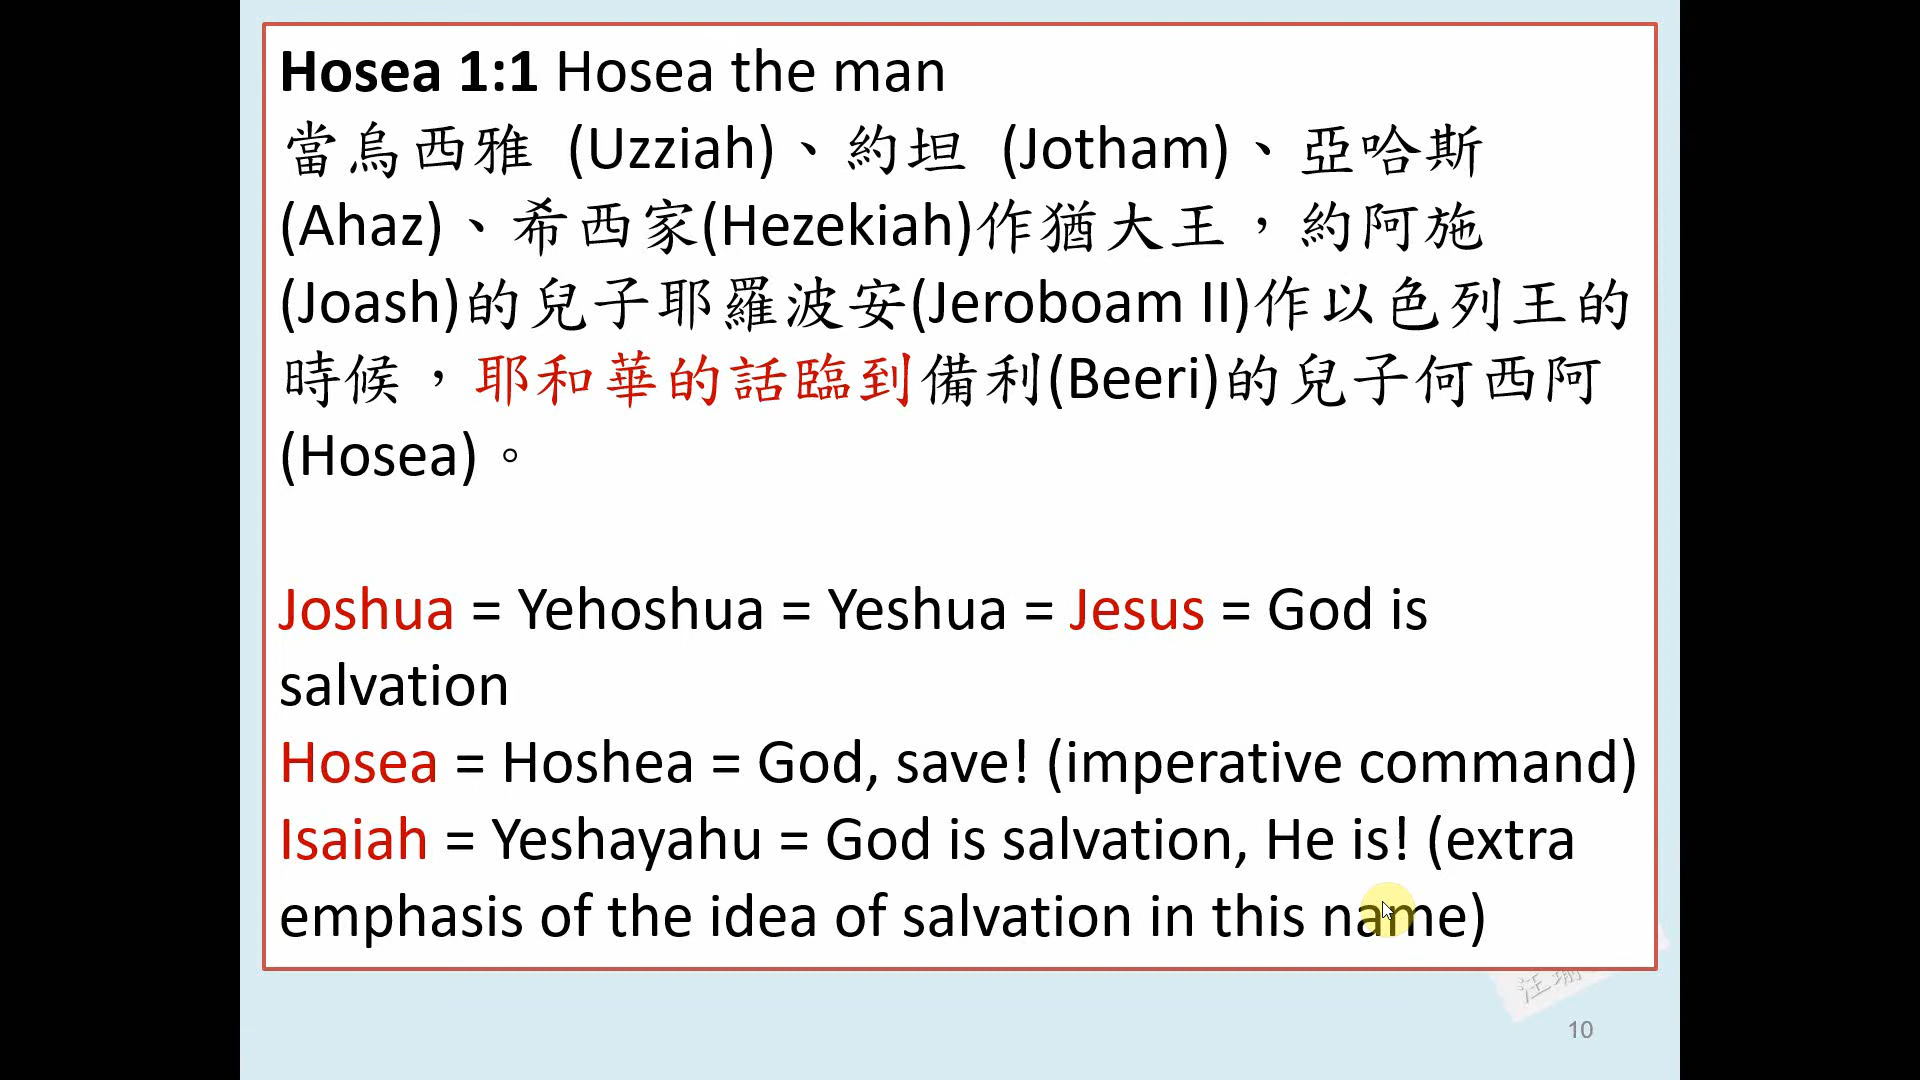 Hosea 1:1 Hosea the man
當烏西雅 (Uzziah)、約坦 (Jotham)、亞哈斯
(Ahaz)、希西家(Hezekiah)作猶大王，約阿施
(Joash)的兒子耶羅波安(Jeroboam II)作以色列王的
時候，耶和華的話臨到備利(Beeri)的兒子何西阿
(Hosea)。
Joshua = Yehoshua = Yeshua = Jesus = God is
salvation
Hosea = Hoshea = God, save! (imperative command)
Isaiah = Yeshayahu = God is salvation, He is! (extra
emphasis of the idea of salvation in this name)
10